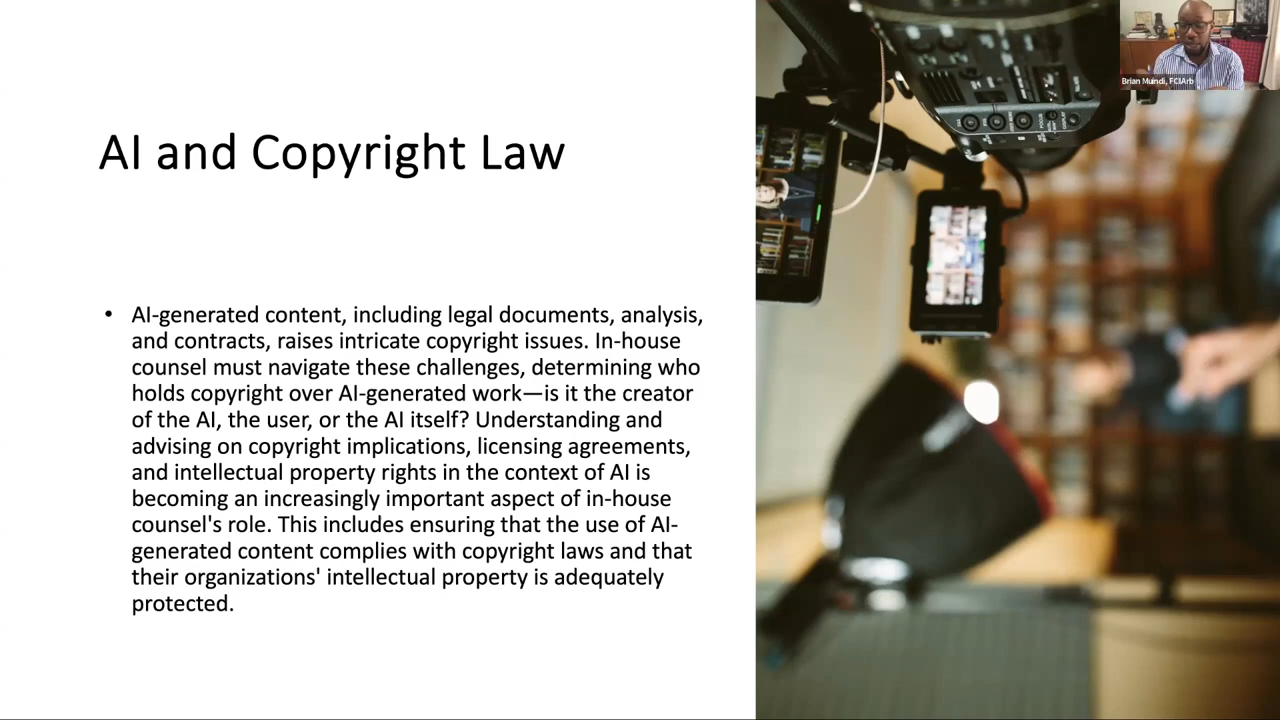 Brian Mundi, FCIArb
AI and Copyright Law
• AI-generated content, including legal documents, analysis,
and contracts, raises intricate copyright issues. In-house
counsel must navigate these challenges, determining who
holds copyright over AI-generated work—is it the creator
of the AI, the user, or the AI itself? Understanding and
advising on copyright implications, licensing agreements,
and intellectual property rights in the context of AI is
becoming an increasingly important aspect of in-house
counsel's role. This includes ensuring that the use of AI-
generated content complies with copyright laws and that
their organizations' intellectual property is adequately
protected.